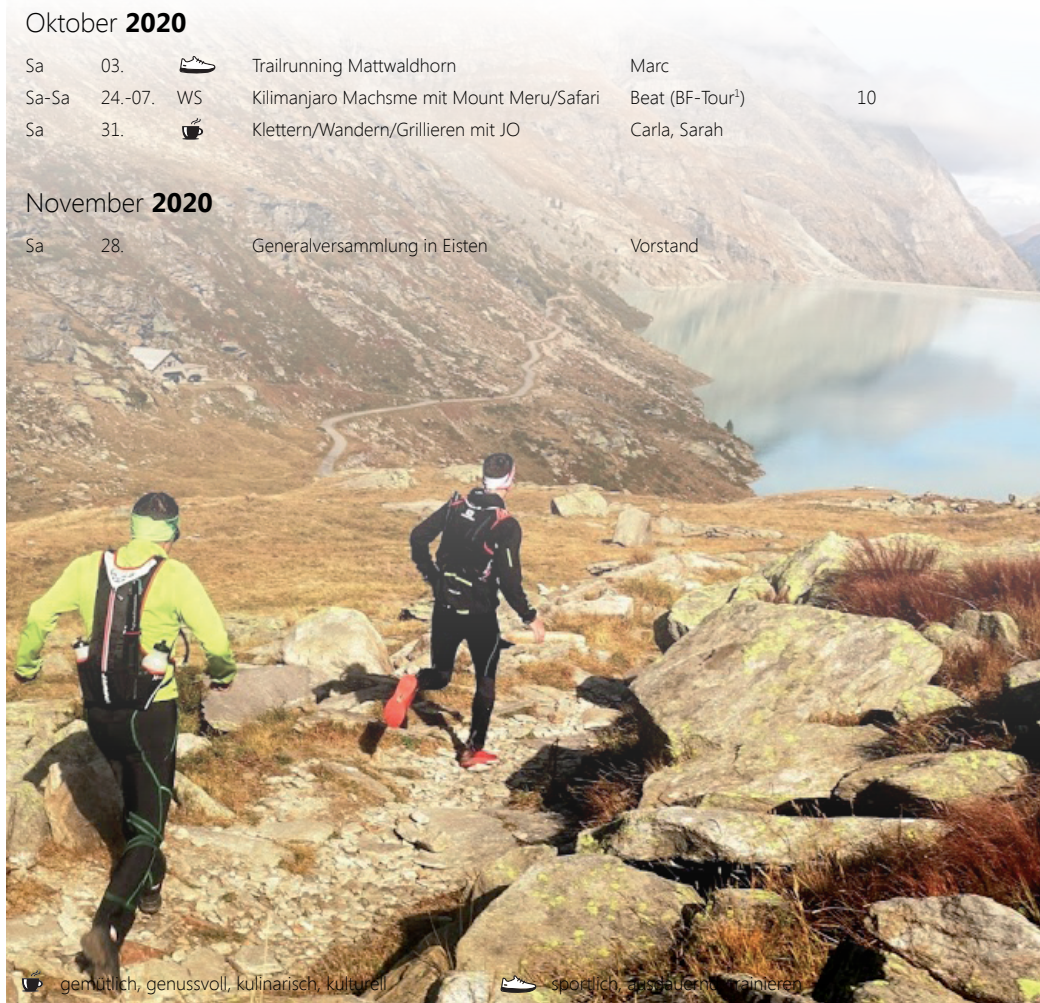 Oktober 2020
Sa 03. Trailrunning Mattwaldhorn Marc
Sa-Sa 24.-07. WS Kilimanjaro Machsme mit Mount Meru/Safari Beat (BF-Tour¹) 10
Sa 31. Klettern/Wandern/Grillieren mit JO Carla, Sarah
November 2020
Sa 28. Generalversammlung in Eisten Vorstand
gemütlich, genussvoll, kulinarisch, kulturell sportlich, ausdauernd, trainieren